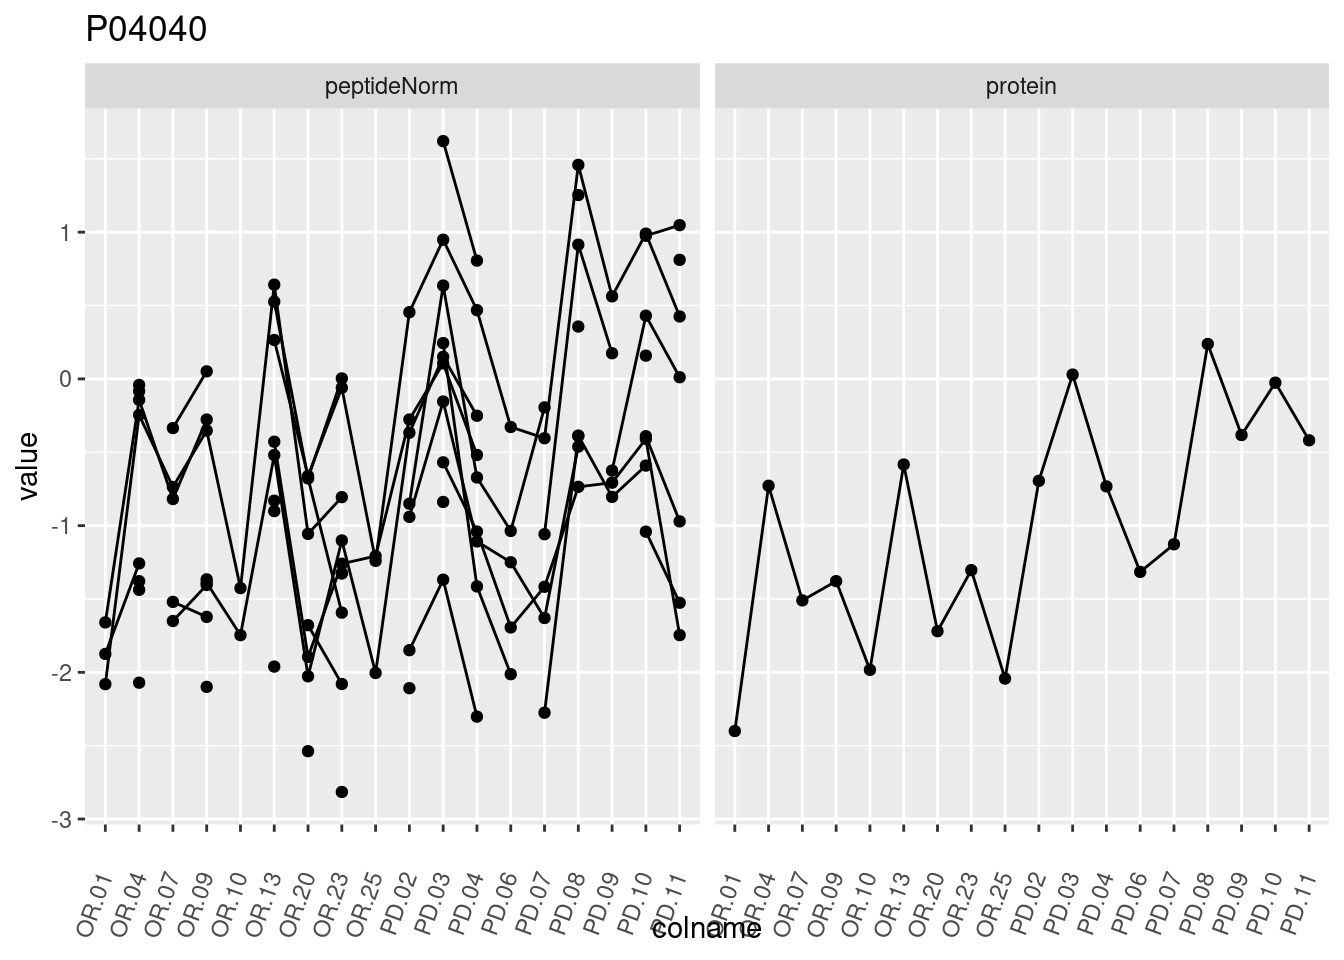 P04040
peptideNorm
protein
value
1
0
-1
-2
-3
OR.01
OR.04
OR.07
OR.09
OR.10
OR.13
OR.20
OR.23
OR.25
PD.02
PD.03
PD.04
PD.06
PD.07
PD.08
PD.09
PD.10
PD.11
OR.01
OR.04
OR.07
OR.09
OR.10
OR.13
OR.20
OR.23
OR.25
PD.02
PD.03
PD.04
PD.06
PD.07
PD.08
PD.09
PD.10
PD.11
colname